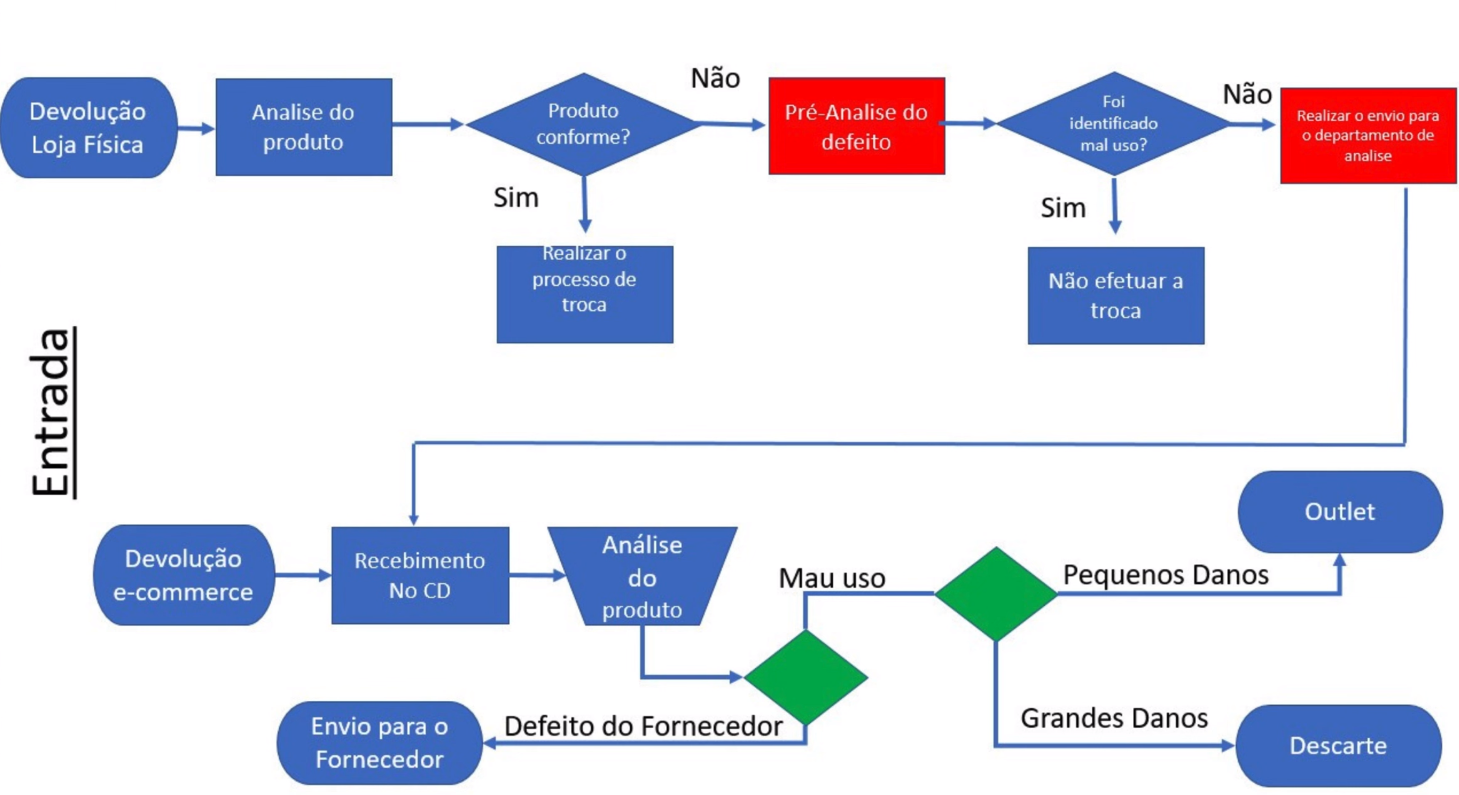 Devolução
Loja Física
Analise do
produto
Produto
conforme?
Não
Pré-Analise do
defeito
Foi
identificado
mal uso?
Não
Realizar o envio para
o departamento de
analise
Sim
Realizar o
processo de
troca
Sim
Não efetuar a
troca
Entrada
Devolução
e-commerce
Recebimento
No CD
Análise
do
produto
Mau uso
Pequenos Danos
Outlet
Defeito do Fornecedor
Envio para o
Fornecedor
Grandes Danos
Descarte